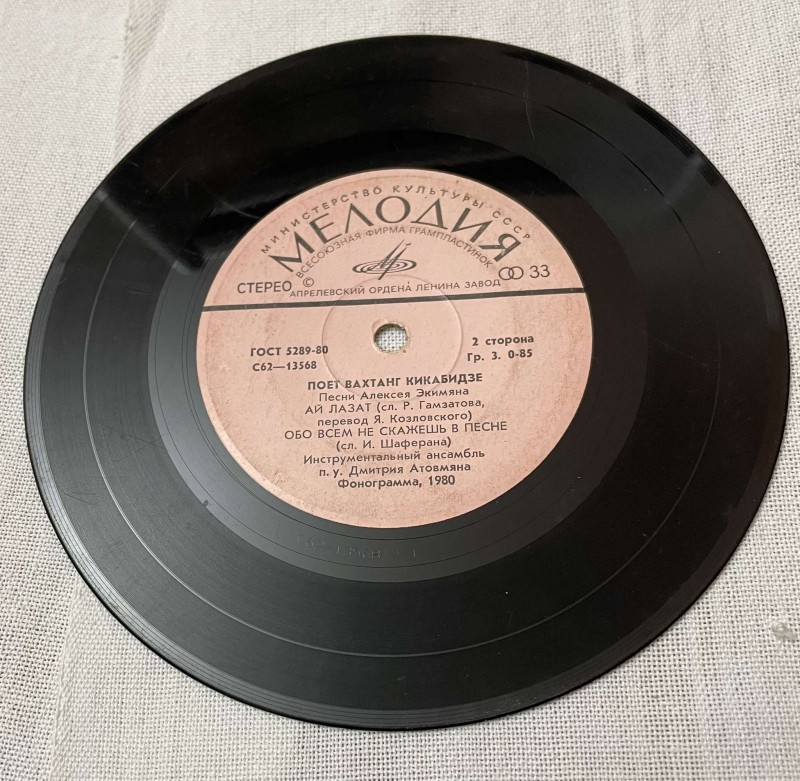 МИНИСТЕРСТВО КУЛЬТУРЫ СССР
МЕЛОДИЯ
ВСЕСОЮЗНАЯ ФИРМА ГРАМПЛАСТИНОК
СТЕРЕО ©
33
АПРЕЛЕВСКИЙ ОРДЕНА ЛЕНИНА ЗАВОД
ГОСТ 5289-80
2 сторона
С62—13568
Гр. 3. 0-85
ПОЕТ ВАХТАНГ КИКАБИДЗЕ
Песни Алексея Экимяна
АЙ ЛАЗАТ (сл. Р. Гамзатова,
перевод Я. Козловского)
ОБО ВСЕМ НЕ СКАЖЕШЬ В ПЕСНЕ
(сл. И. Шаферана)
Инструментальный ансамбль
п. у. Дмитрия Атовмяна
Фонограмма, 1980